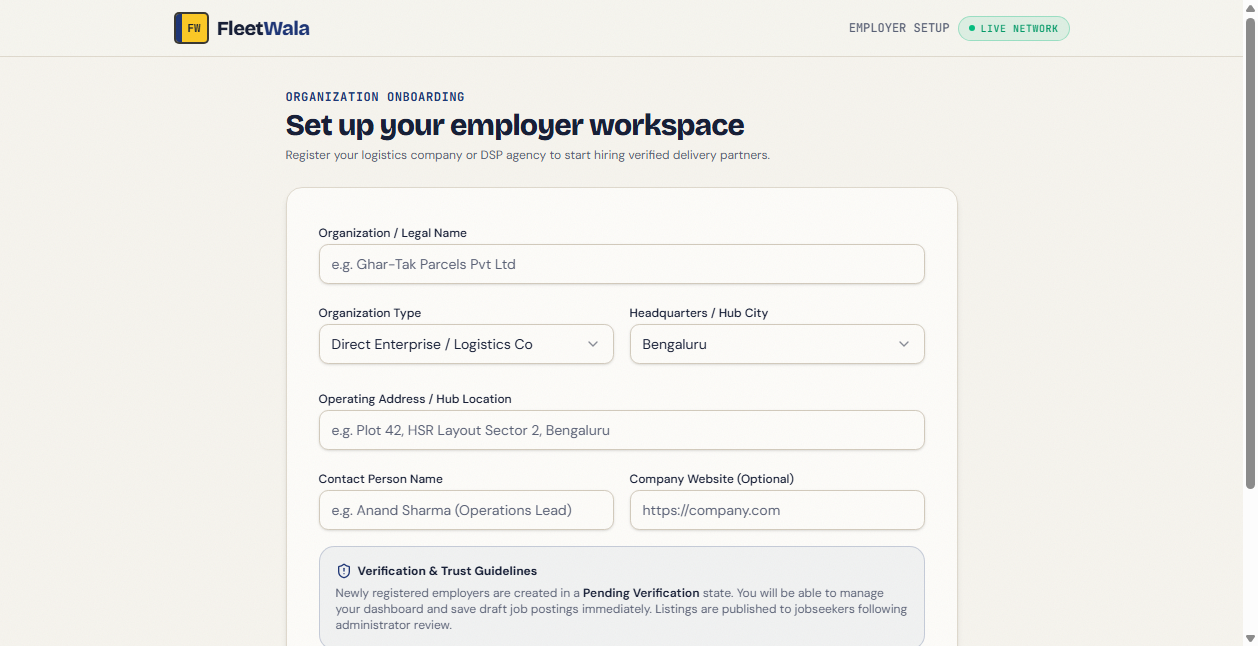 FW FleetWala
EMPLOYER SETUP
LIVE NETWORK
ORGANIZATION ONBOARDING
Set up your employer workspace
Register your logistics company or DSP agency to start hiring verified delivery partners.
Organization / Legal Name
e.g. Ghar-Tak Parcels Pvt Ltd
Organization Type
Direct Enterprise / Logistics Co
Headquarters / Hub City
Bengaluru
Operating Address / Hub Location
e.g. Plot 42, HSR Layout Sector 2, Bengaluru
Contact Person Name
e.g. Anand Sharma (Operations Lead)
Company Website (Optional)
https://company.com
Verification & Trust Guidelines
Newly registered employers are created in a Pending Verification state. You will be able to manage
your dashboard and save draft job postings immediately. Listings are published to jobseekers following
administrator review.